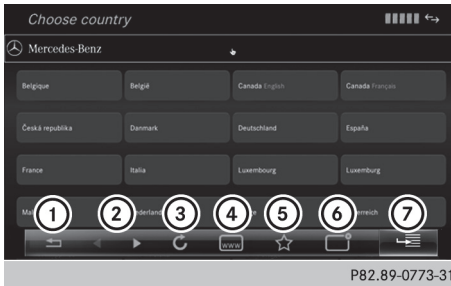 Choose country
Mercedes-Benz
Belgique België Canada English Canada Français
Česká republika Danmark Deutschland España
France Italia Luxembourg Luxemburg
1 2 3 4 5 6 7
www
P82.89-0773-31